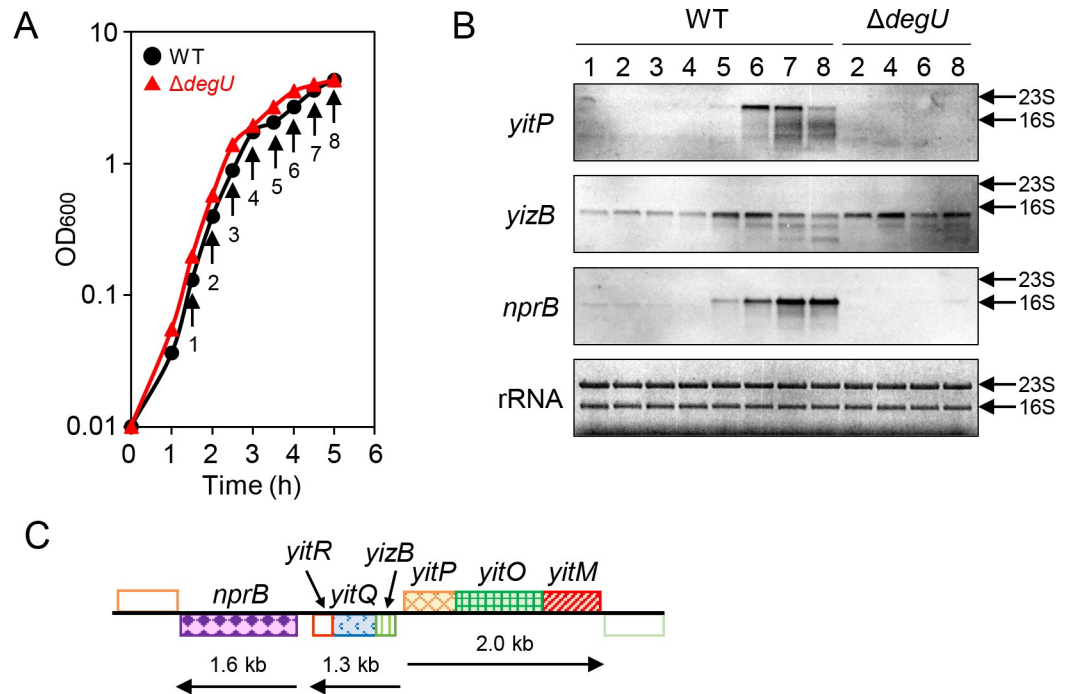 A
10
1
0.1
0.01
OD600
0 1 2 3 4 5 6
Time (h)
WT
ΔdegU
1
2
3
4
5
6
7
8
B
WT ΔdegU
1 2 3 4 5 6 7 8 2 4 6 8
yitP
23S
16S
yizB
23S
16S
nprB
23S
16S
rRNA
23S
16S
C
yitR yizB
nprB yitQ yitP yitO yitM
1.6 kb 1.3 kb 2.0 kb